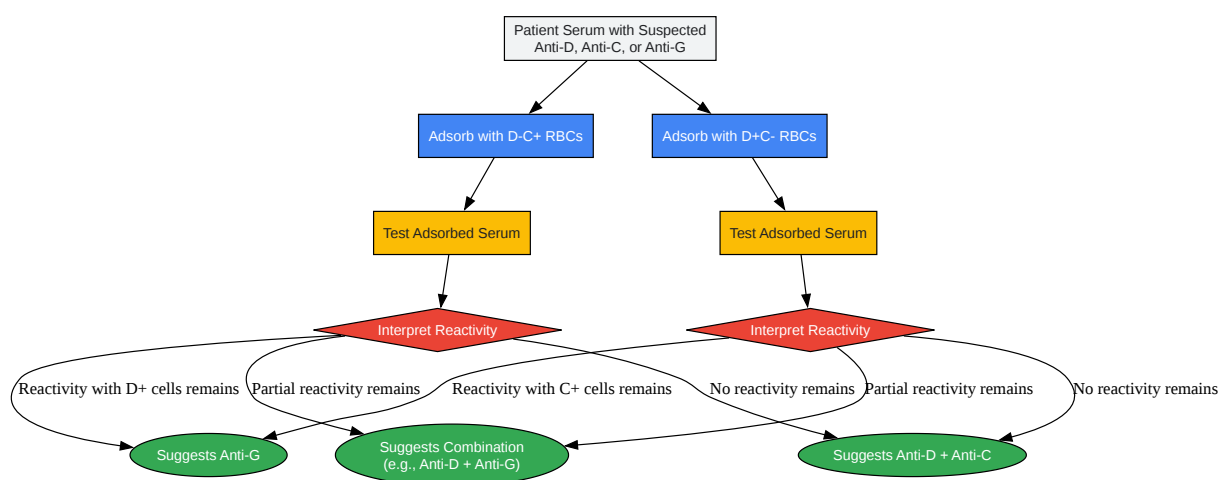 Patient Serum with Suspected
Anti-D, Anti-C, or Anti-G
Adsorb with D-C+ RBCs
Adsorb with D+C- RBCs
Test Adsorbed Serum
Test Adsorbed Serum
Interpret Reactivity
Interpret Reactivity
Reactivity with D+ cells remains
Partial reactivity remains
Reactivity with C+ cells remains
No reactivity remains
Partial reactivity remains
No reactivity remains
Suggests Anti-G
Suggests Combination
(e.g., Anti-D + Anti-G)
Suggests Anti-D + Anti-C